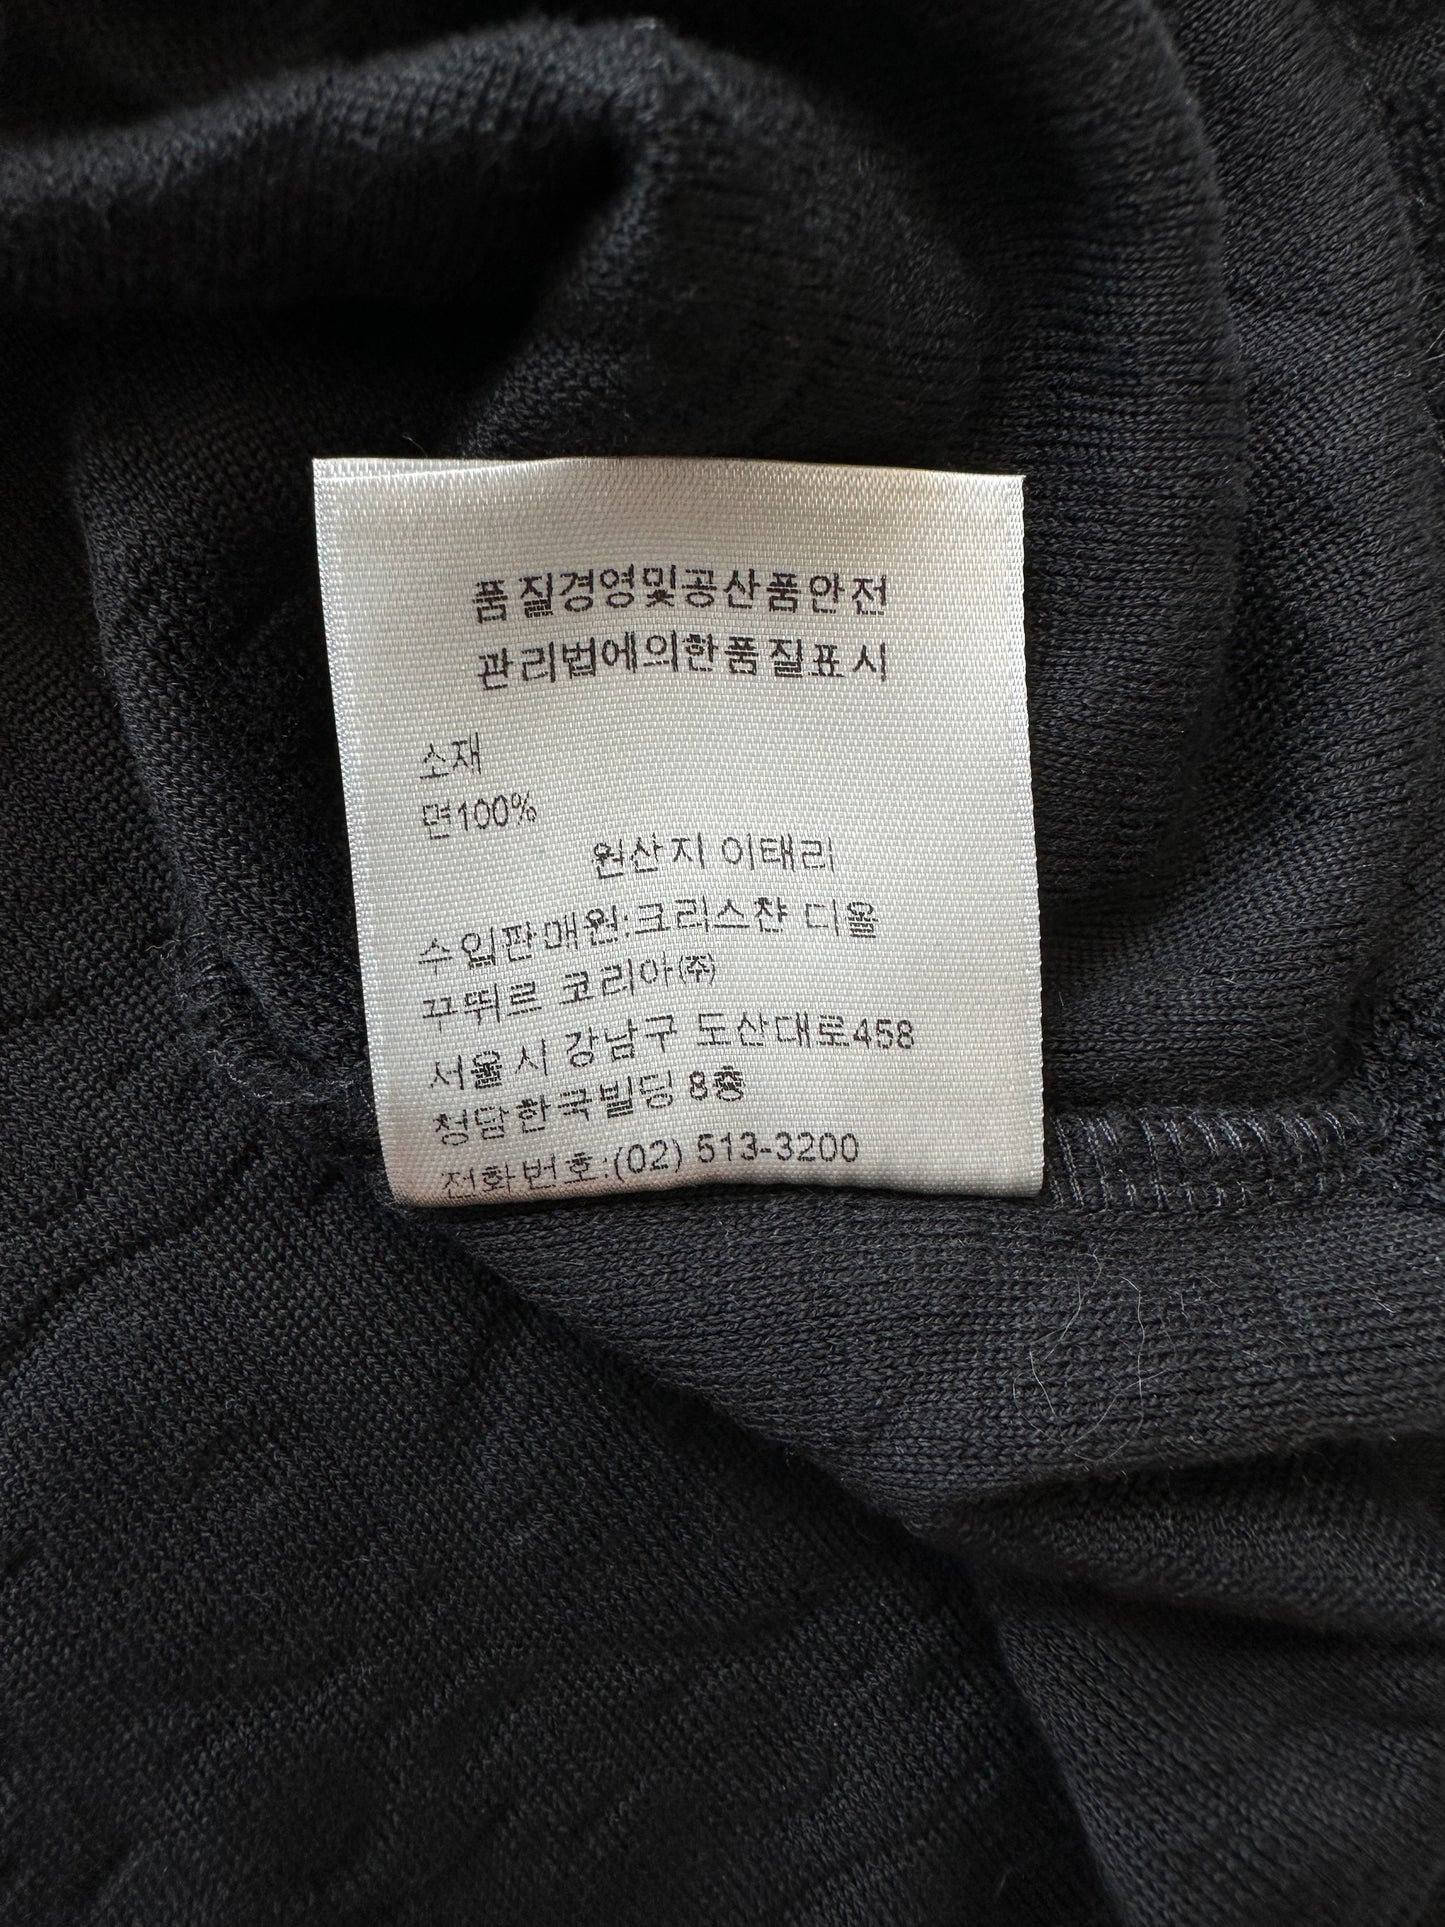 품질경영및공산품안전
관리법에의한품질표시
소재
면100%
원산지 이태리
수입판매원:크리스챤 디올
꾸뛰르 코리아㈜
서울시 강남구 도산대로458
청담한국빌딩 8층
전화번호:(02) 513-3200